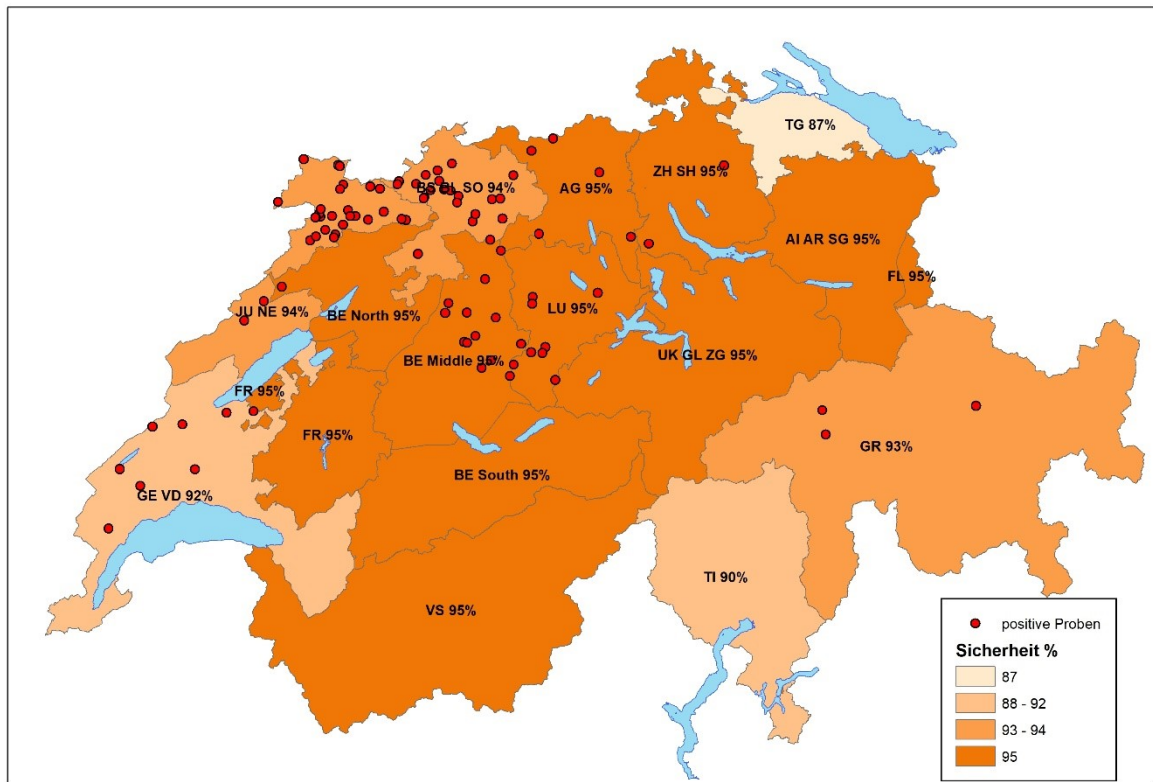 TG 87%
ZH SH 95%
BS BL SO 94%
AG 95%
AI AR SG 95%
FL 95%
JU NE 94%
BE North 95%
LU 95%
UK GL ZG 95%
BE Middle 95%
FR 95%
FR 95%
GR 93%
BE South 95%
GE VD 92%
TI 90%
VS 95%
positive Proben
Sicherheit %
87
88 - 92
93 - 94
95